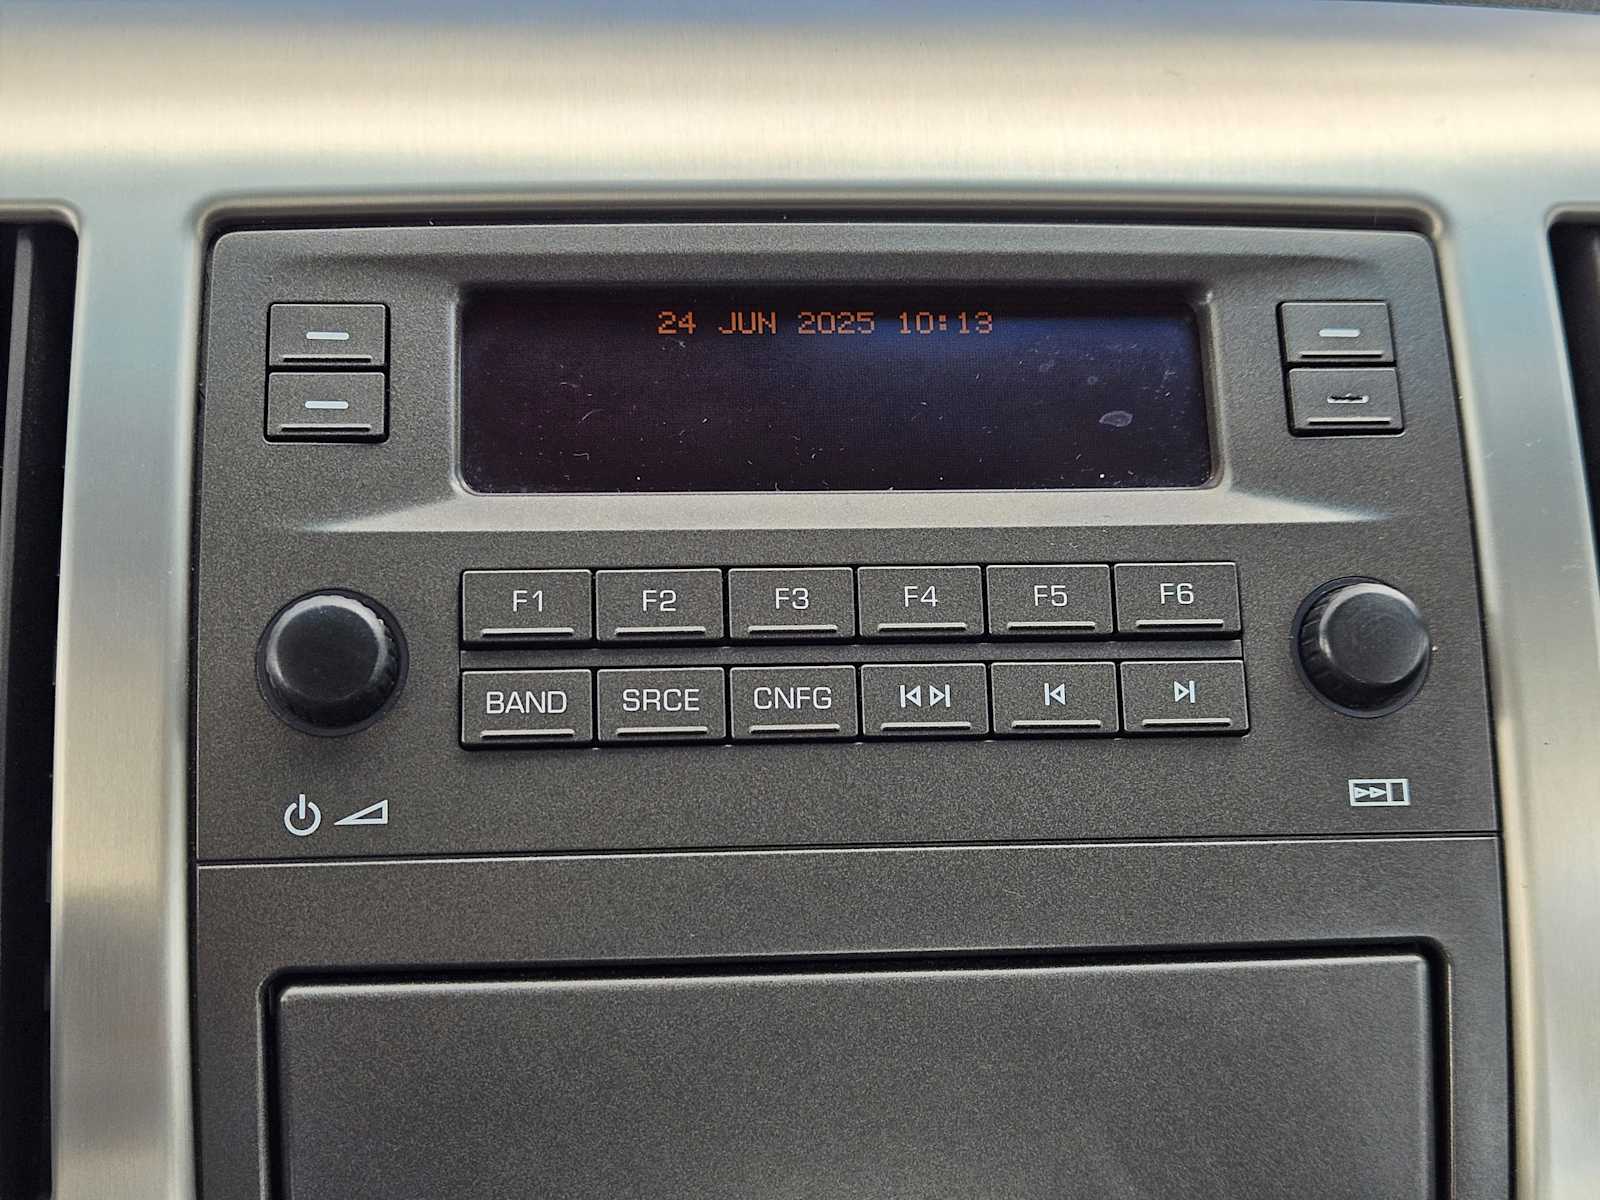 24 JUN 2025 10:13
F1 F2 F3 F4 F5 F6
BAND SRCE CNFG